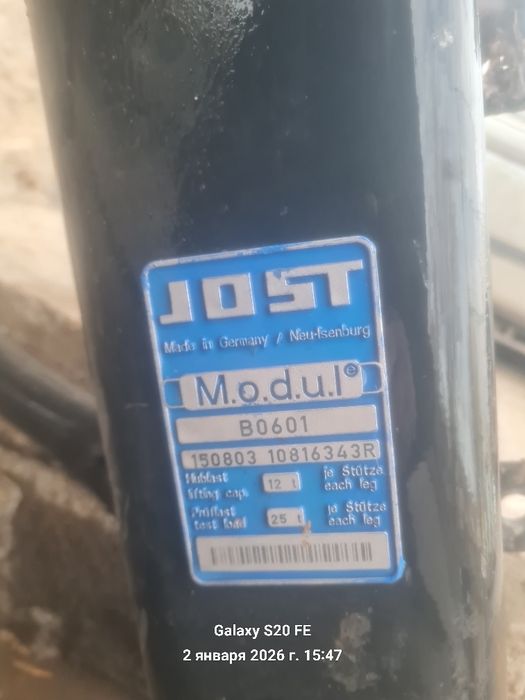 JOST
Made in Germany / Neu-Isenburg
M.o.d.u.l®
B0601
150803 10816343R
Hublast 12 t je Stütze
lifting cap. each leg
Prüflast 25 t je Stütze
test load each leg
Galaxy S20 FE
2 января 2026 г. 15:47